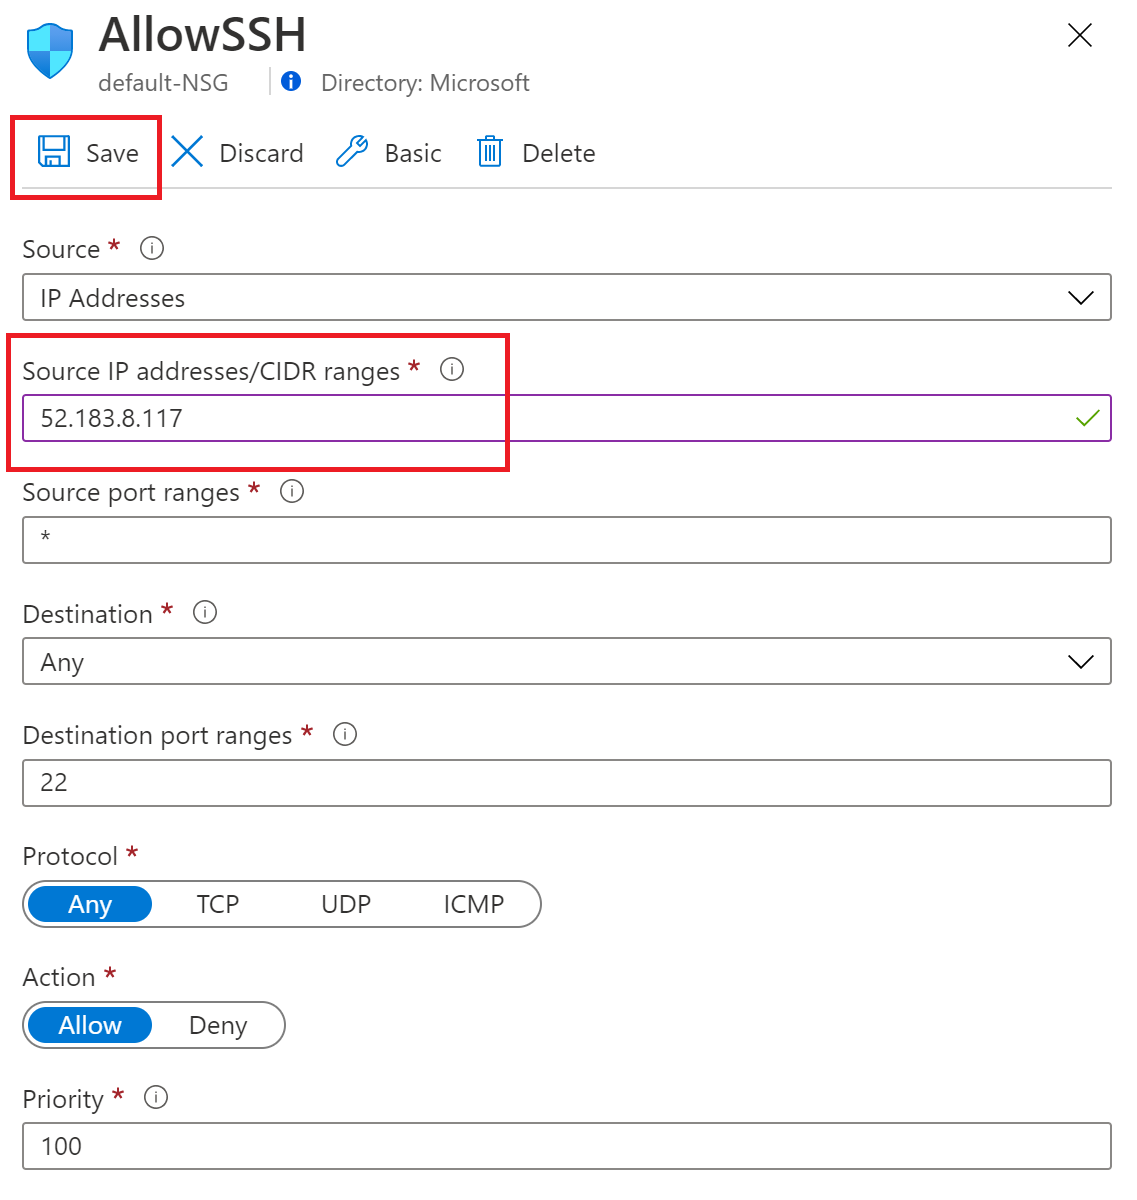 AllowSSH
default-NSG
Directory: Microsoft
Save Discard Basic Delete
Source *
IP Addresses
Source IP addresses/CIDR ranges *
52.183.8.117
Source port ranges *
*
Destination *
Any
Destination port ranges *
22
Protocol *
Any TCP UDP ICMP
Action *
Allow Deny
Priority *
100